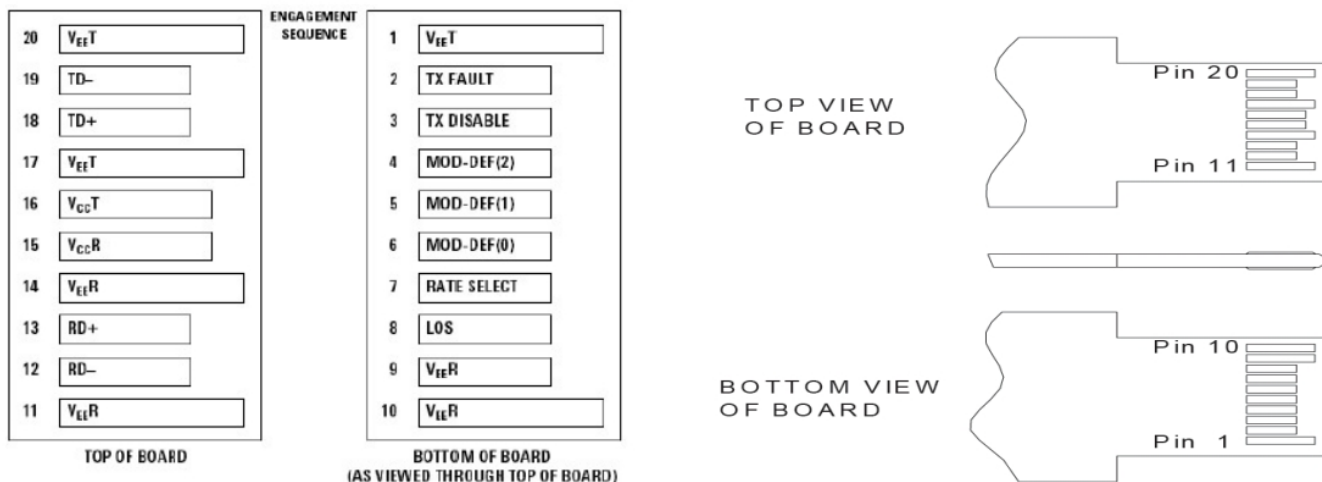 ENGAGEMENT
SEQUENCE
20 VEET
19 TD–
18 TD+
17 VEET
16 VCCT
15 VCCR
14 VEER
13 RD+
12 RD–
11 VEER
TOP OF BOARD
1 VEET
2 TX FAULT
3 TX DISABLE
4 MOD-DEF(2)
5 MOD-DEF(1)
6 MOD-DEF(0)
7 RATE SELECT
8 LOS
9 VEER
10 VEER
BOTTOM OF BOARD
(AS VIEWED THROUGH TOP OF BOARD)
TOP VIEW
OF BOARD
Pin 20
Pin 11
BOTTOM VIEW
OF BOARD
Pin 10
Pin 1